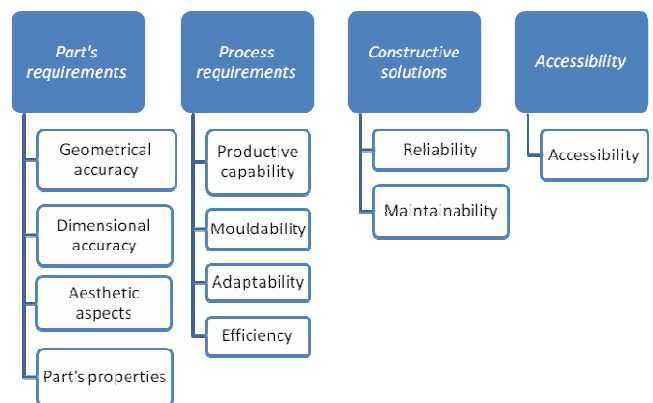 Part's
requirements
Geometrical
accuracy
Dimensional
accuracy
Aesthetic
aspects
Part's properties
Process
requirements
Productive
capability
Mouldability
Adaptability
Efficiency
Constructive
solutions
Reliability
Maintainability
Accessibility
Accessibility